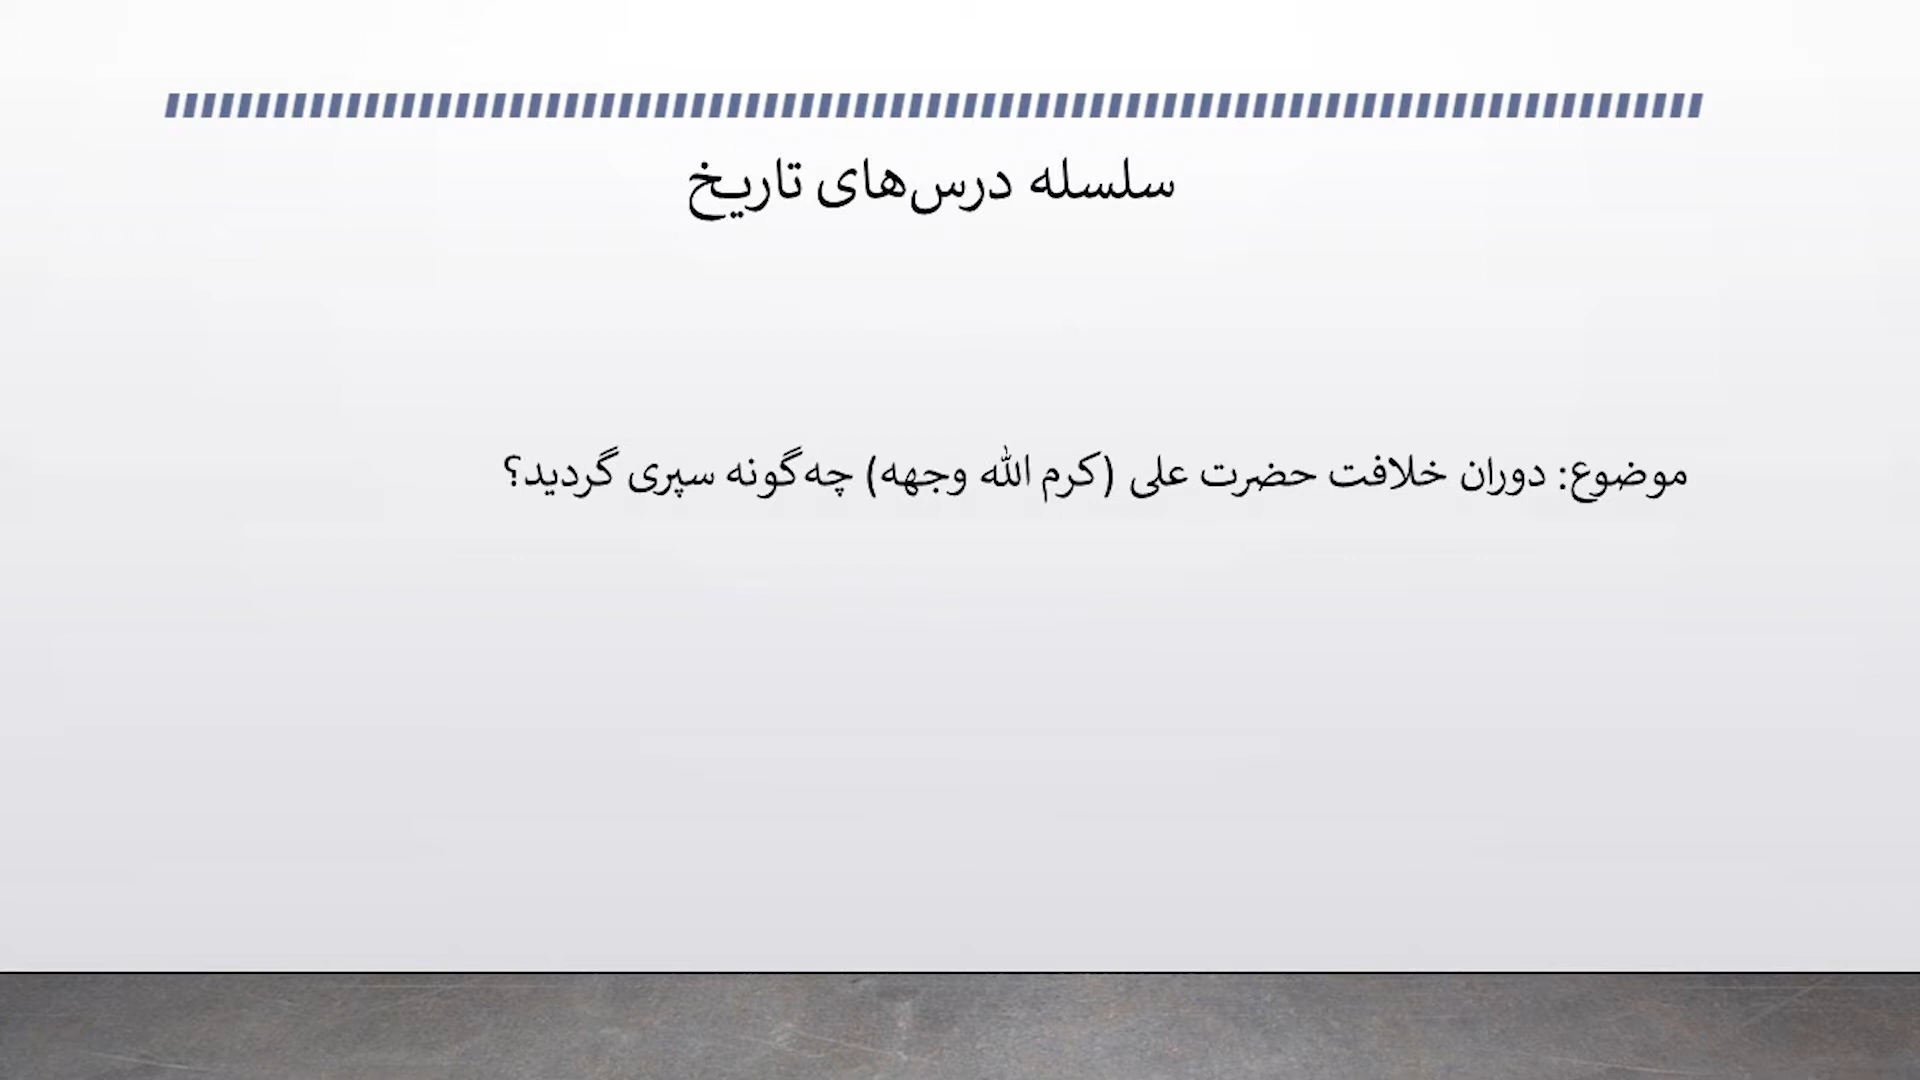 سلسله درس‌های تاریخ
موضوع: دوران خلافت حضرت علی (کرم الله وجهه) چه‌گونه سپری گردید؟